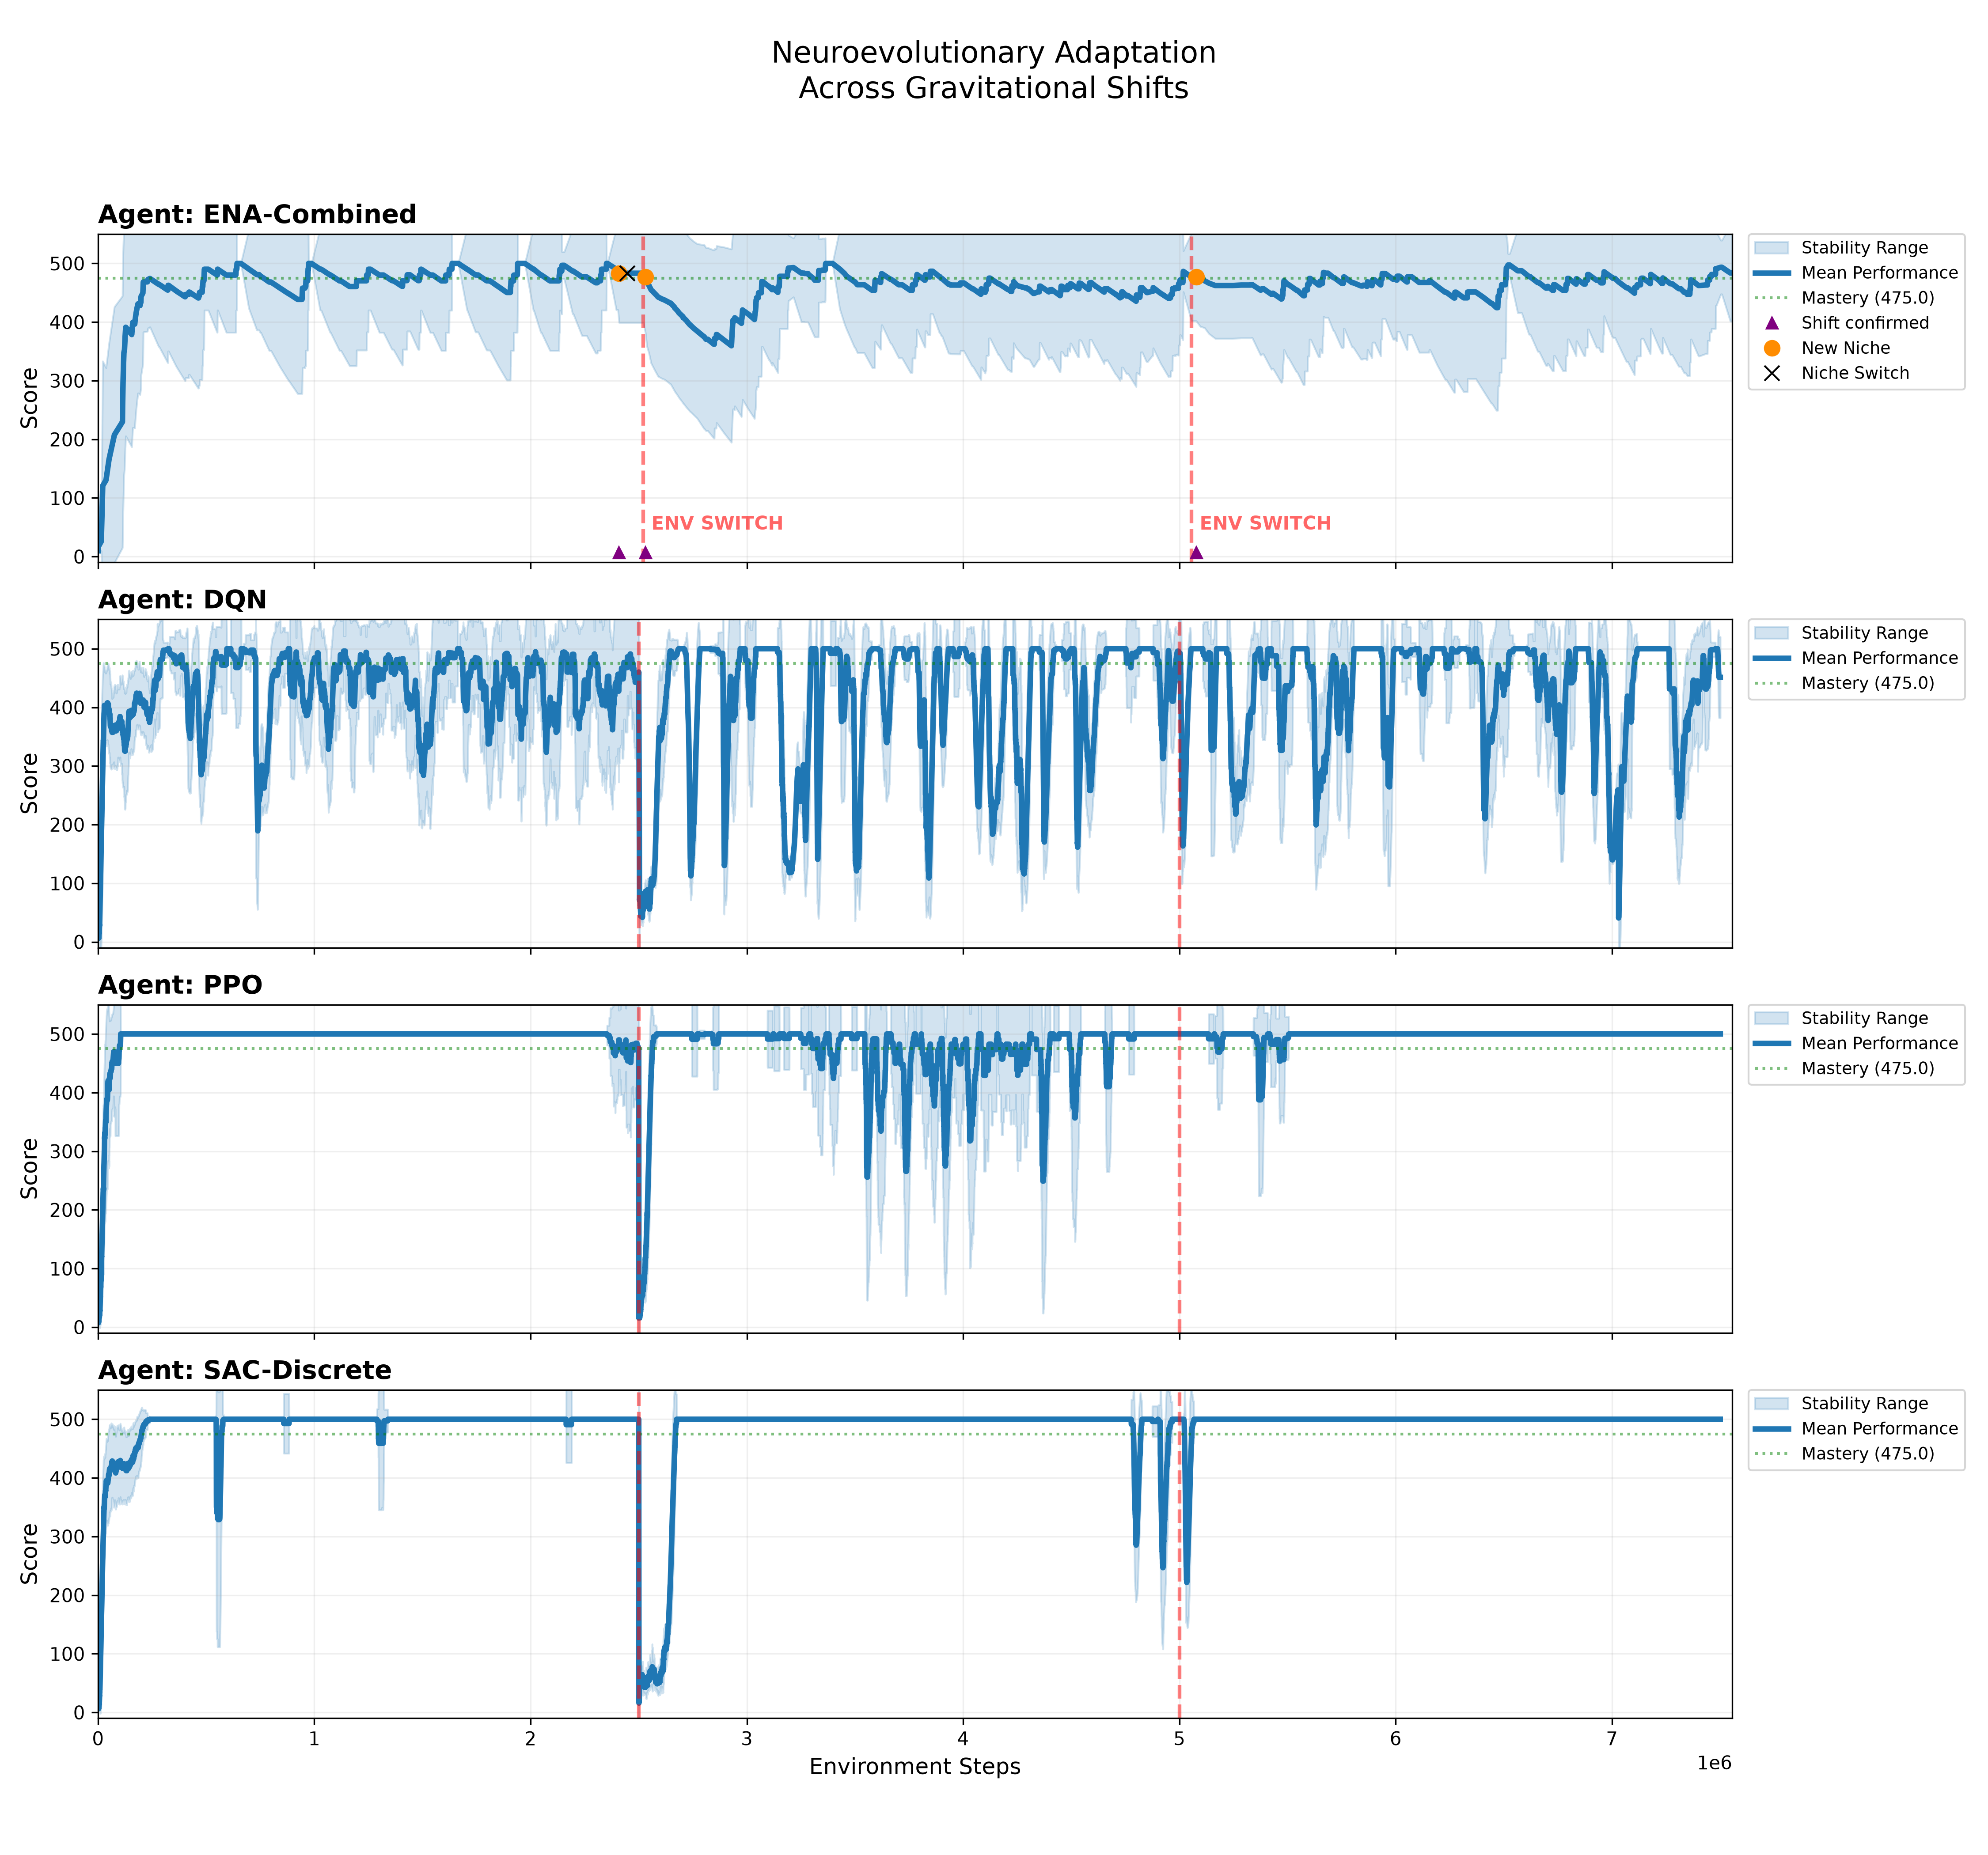 Neuroevolutionary Adaptation
Across Gravitational Shifts
Agent: ENA-Combined
500
400
300
200
100
0
Score
ENV SWITCH
ENV SWITCH
Stability Range
Mean Performance
Mastery (475.0)
Shift confirmed
New Niche
Niche Switch
Agent: DQN
500
400
300
200
100
0
Score
Stability Range
Mean Performance
Mastery (475.0)
Agent: PPO
500
400
300
200
100
0
Score
Stability Range
Mean Performance
Mastery (475.0)
Agent: SAC-Discrete
500
400
300
200
100
0
Score
Stability Range
Mean Performance
Mastery (475.0)
0 1 2 3 4 5 6 7
Environment Steps
1e6